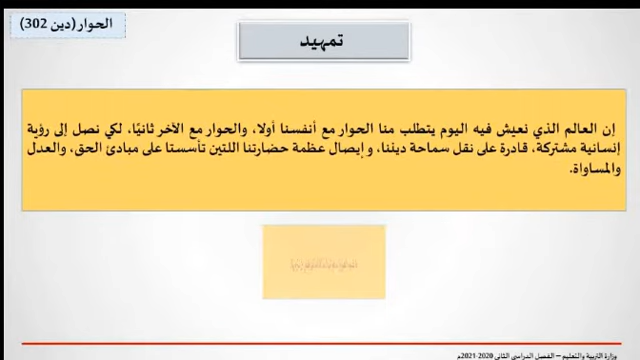 الحوار(دين 302)
تمهيد
إن العالم الذي نعيش فيه اليوم يتطلب منا الحوار مع أنفسنا أولا، والحوار مع الآخر ثانيًا، لكي نصل إلى رؤية
إنسانية مشتركة، قادرة على نقل سماحة ديننا، وإيصال عظمة حضارتنا اللتين تأسستا على مبادئ الحق، والعدل
والمساواة.
وزارة التربية والتعليم – الفصل الدراسي الثاني 2020-2021م